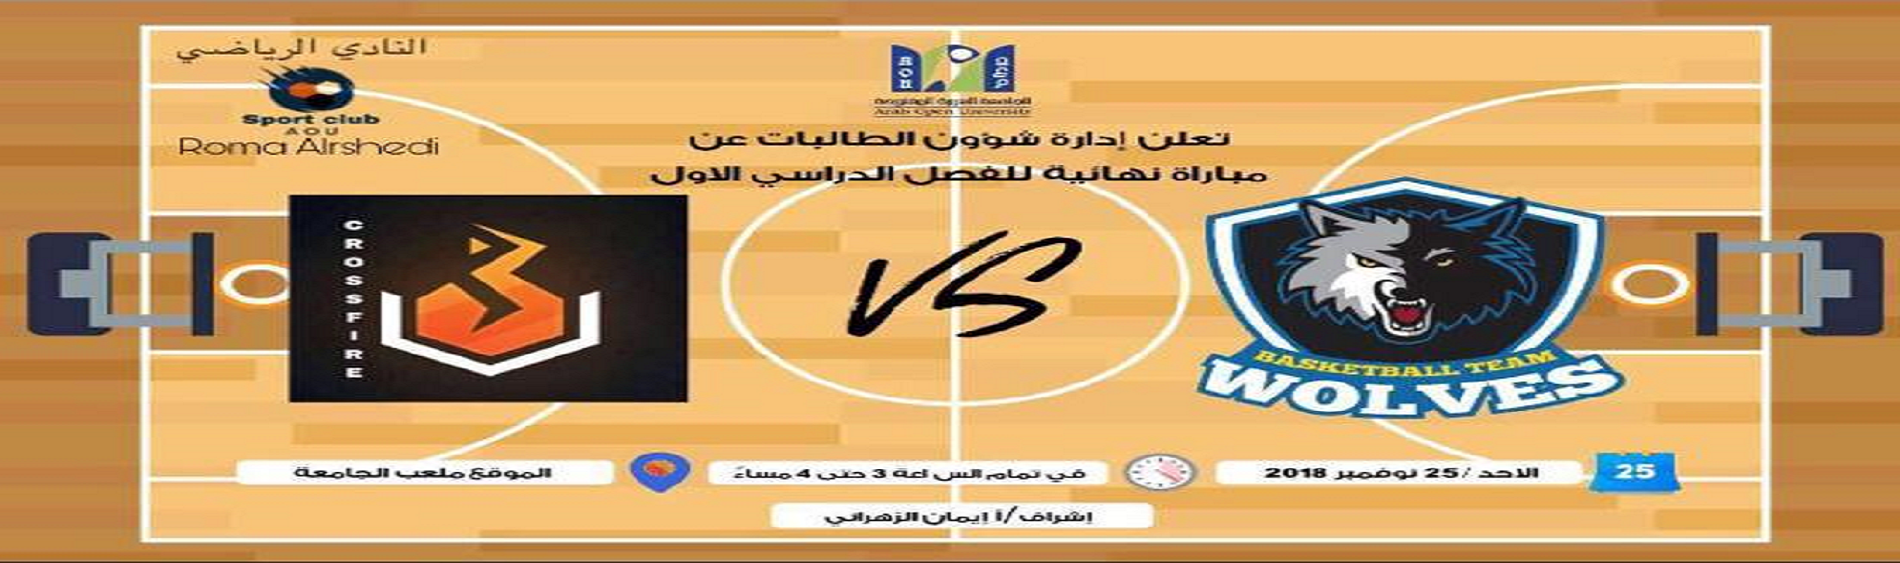 النادي الرياضي
Sport club
AOU
Roma Alrshedi
AOU
الجامعة العربية المفتوحة
Arab Open University
تعلن إدارة شؤون الطالبات عن
مباراة نهائية للفصل الدراسي الاول
CROSSFIRE
VS
BASKETBALL TEAM
WOLVES
25
الاحد / 25 نوفمبر 2018
في تمام الس اعة 3 حتى 4 مساءً
الموقع ملعب الجامعة
إشراف/أ إيمان الزهراني